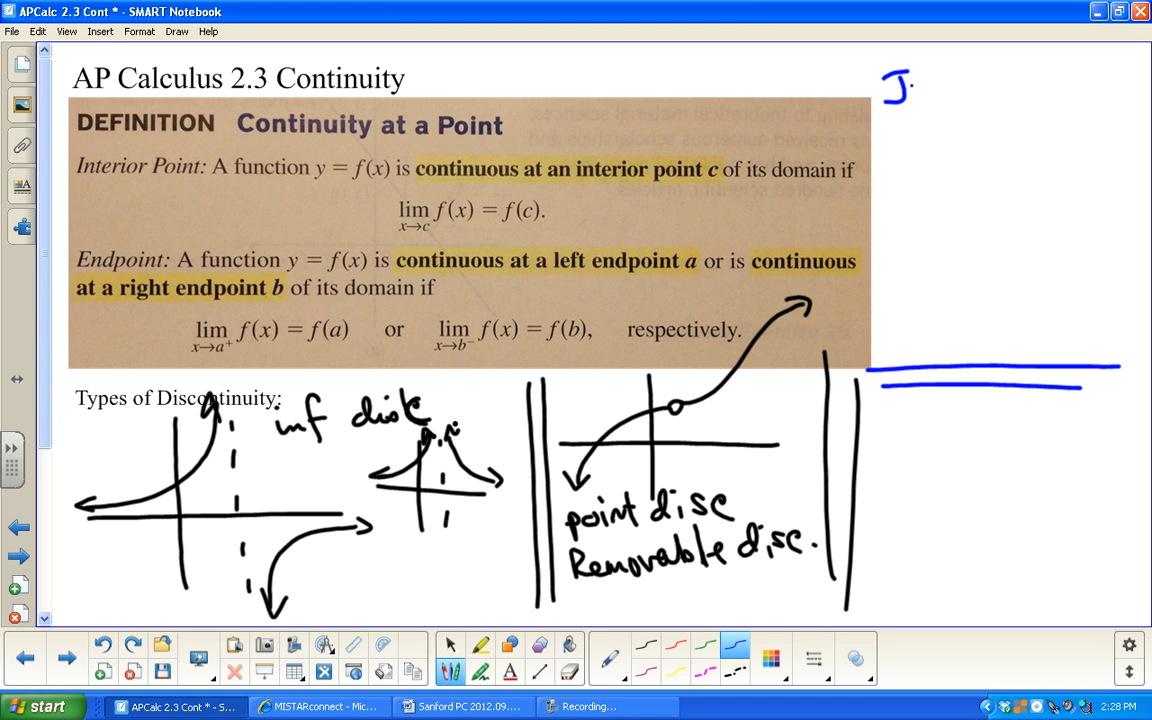 APCalc 2.3 Cont * - SMART Notebook
File Edit View Insert Format Draw Help
AP Calculus 2.3 Continuity
J
DEFINITION Continuity at a Point
Interior Point: A function y = f(x) is continuous at an interior point c of its domain if
lim x→c f(x) = f(c).
Endpoint: A function y = f(x) is continuous at a left endpoint a or is continuous
at a right endpoint b of its domain if
lim x→a⁺ f(x) = f(a) or lim x→b⁻ f(x) = f(b), respectively.
Types of Discontinuity:
inf disc
point disc
Removable disc.
start
APCalc 2.3 Cont * - S...
MISTARconnect - Mic...
Sanford PC 2012.09....
Recording...
2:28 PM